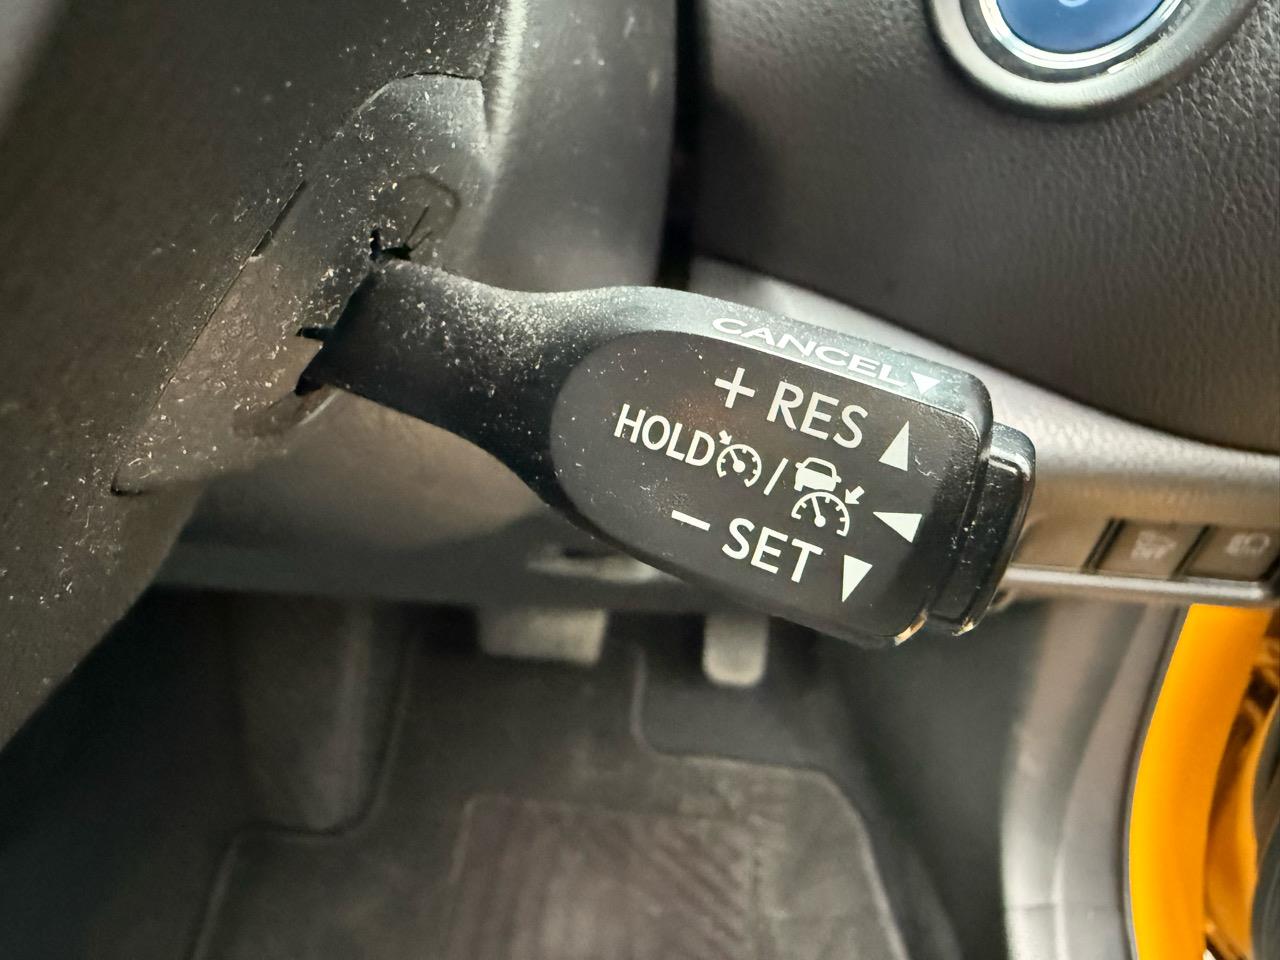 CANCEL
+ RES
HOLD /
− SET